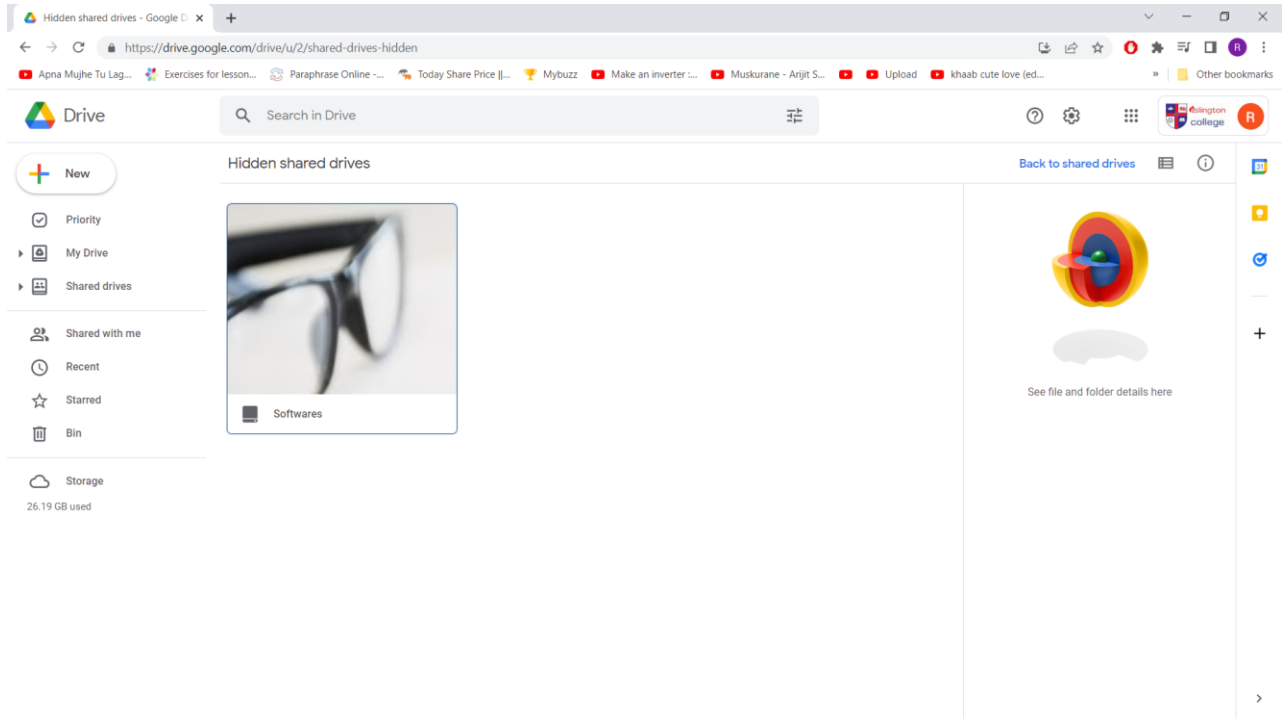 Hidden shared drives - Google D
https://drive.google.com/drive/u/2/shared-drives-hidden
R
Apna Mujhe Tu Lag... Exercises for lesson... Paraphrase Online -... Today Share Price ||... Mybuzz Make an inverter :... Muskurane - Arijit S... Upload khaab cute love (ed... » Other bookmarks
Drive Search in Drive college R
New Hidden shared drives Back to shared drives
31
Priority
My Drive
Shared drives
Shared with me
Recent See file and folder details here
Starred
Softwares
Bin
Storage
26.19 GB used